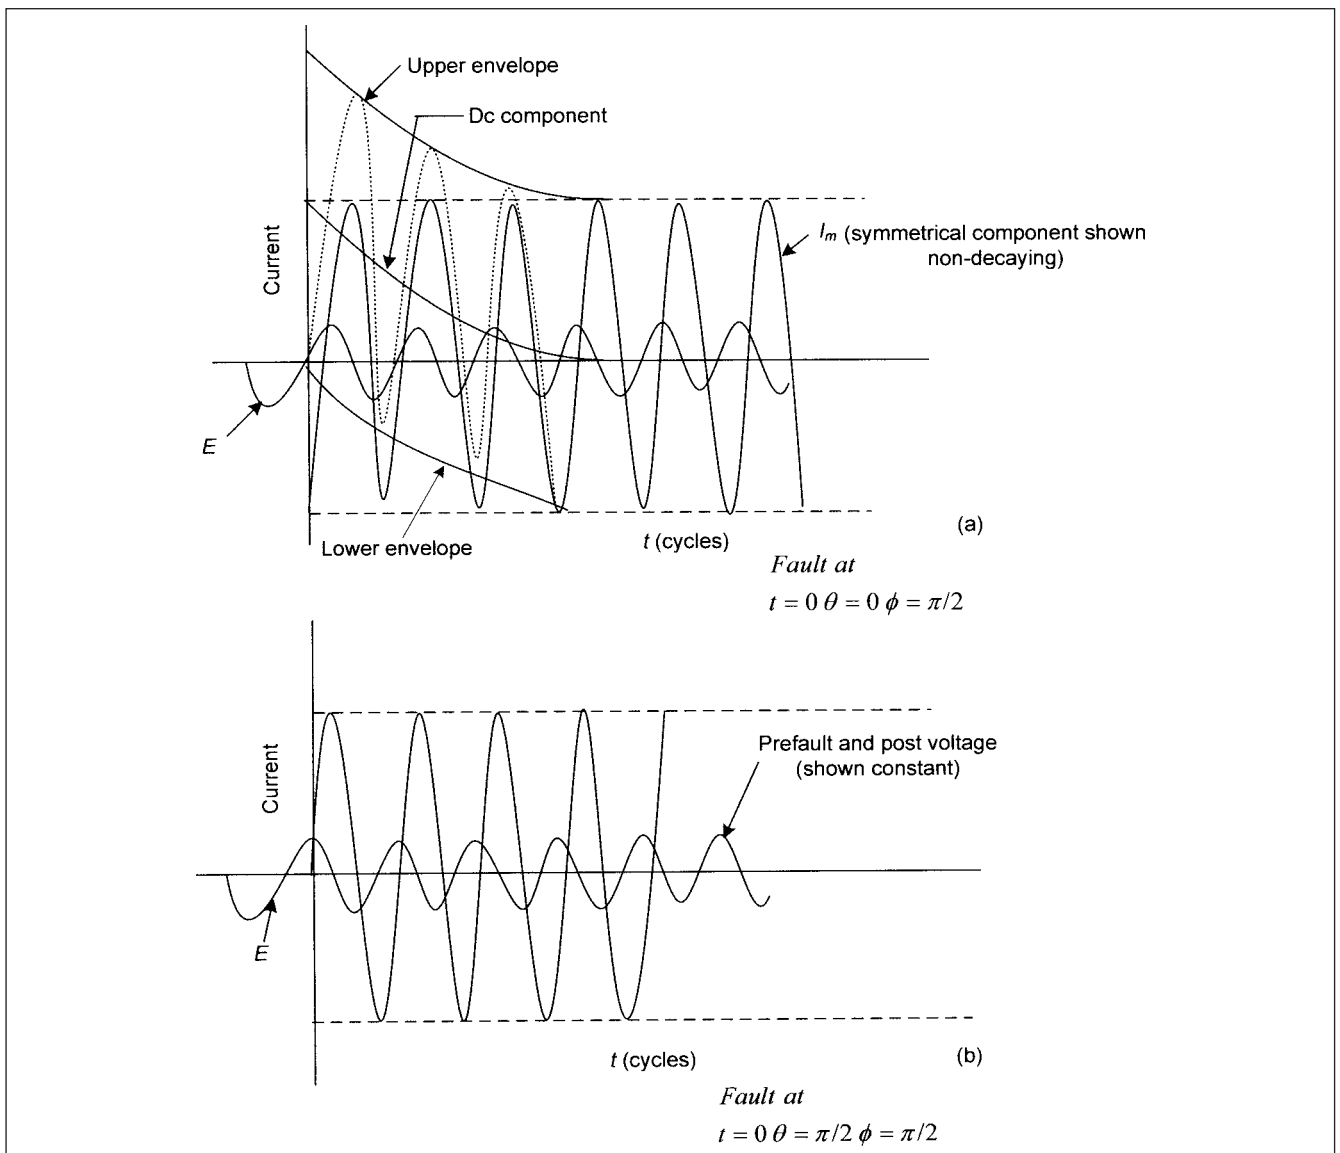 Upper envelope
Dc component
Current
I_m (symmetrical component shown
non-decaying)
E
Lower envelope
t (cycles)
(a)
Fault at
t = 0 θ = 0 φ = π/2
Current
Prefault and post voltage
(shown constant)
E
t (cycles)
(b)
Fault at
t = 0 θ = π/2 φ = π/2